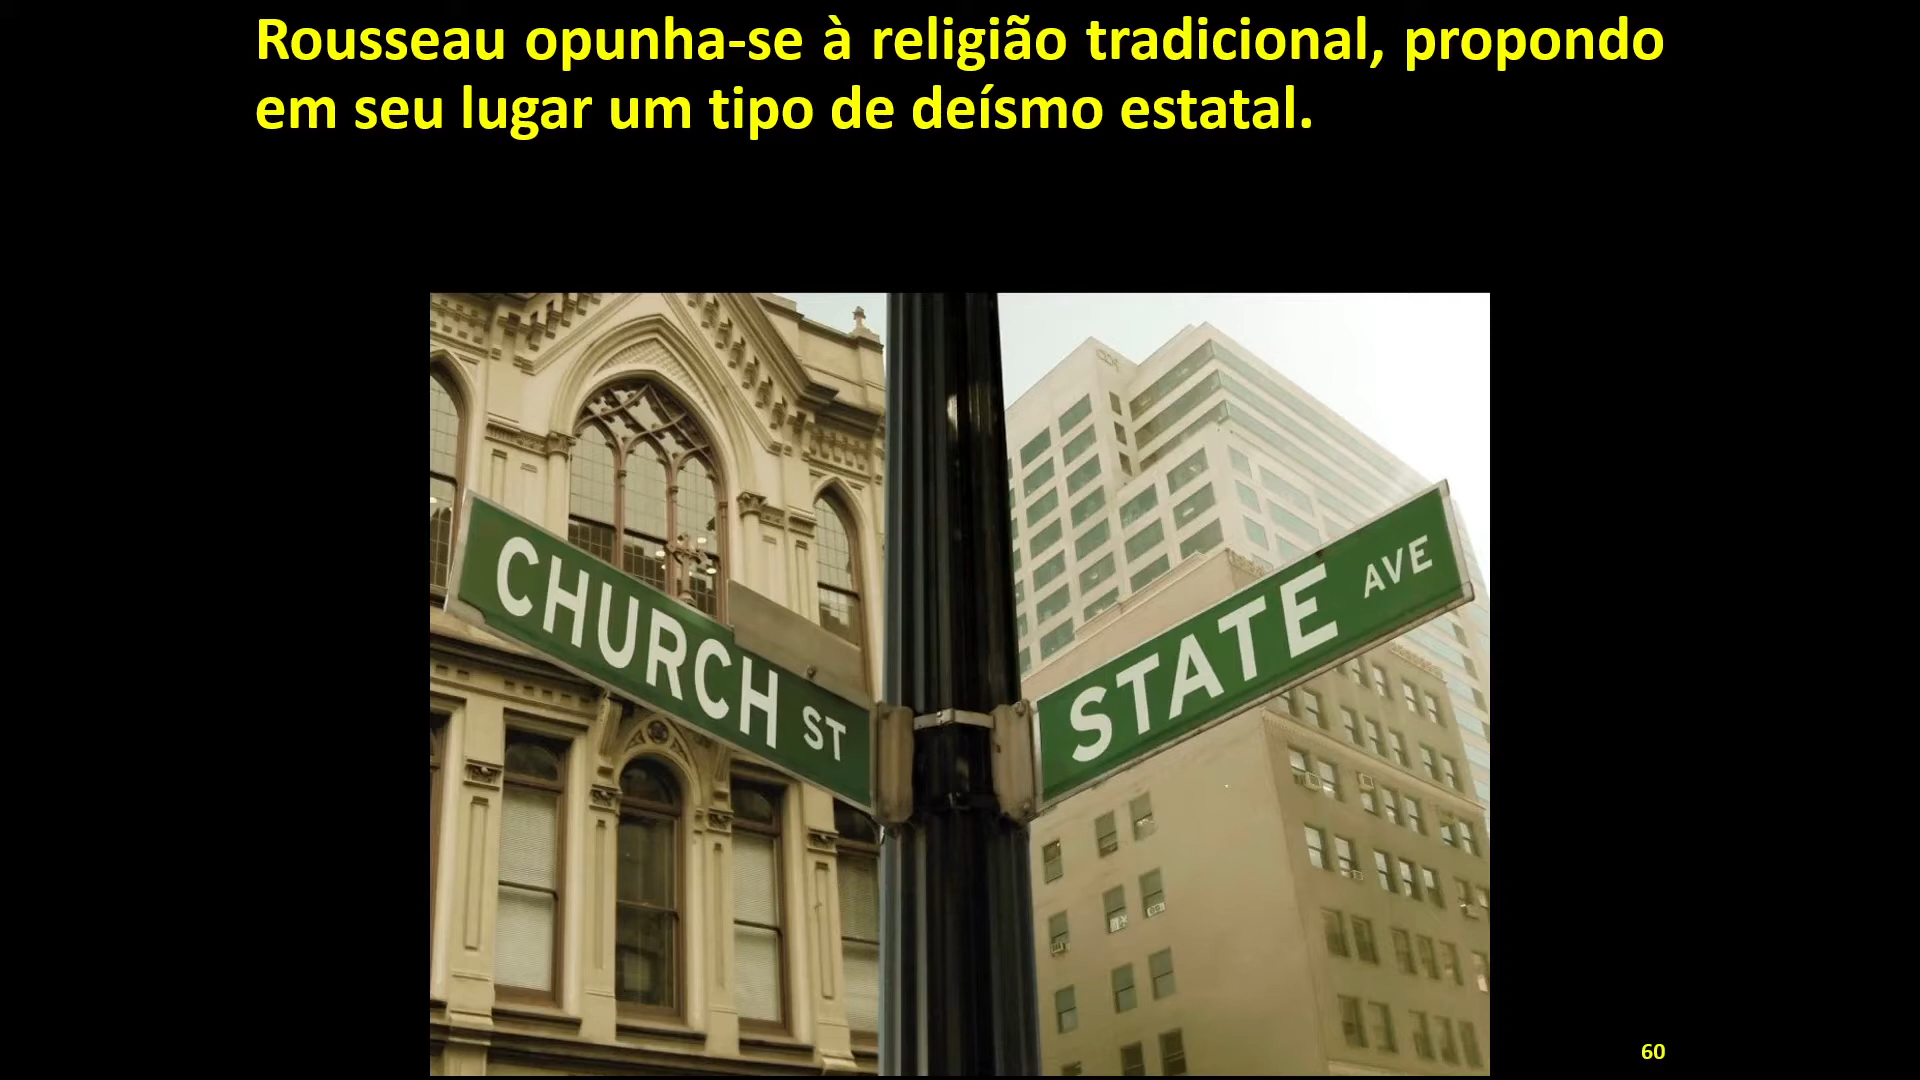 Rousseau opunha-se à religião tradicional, propondo
em seu lugar um tipo de deísmo estatal.
CHURCH ST
STATE AVE
60